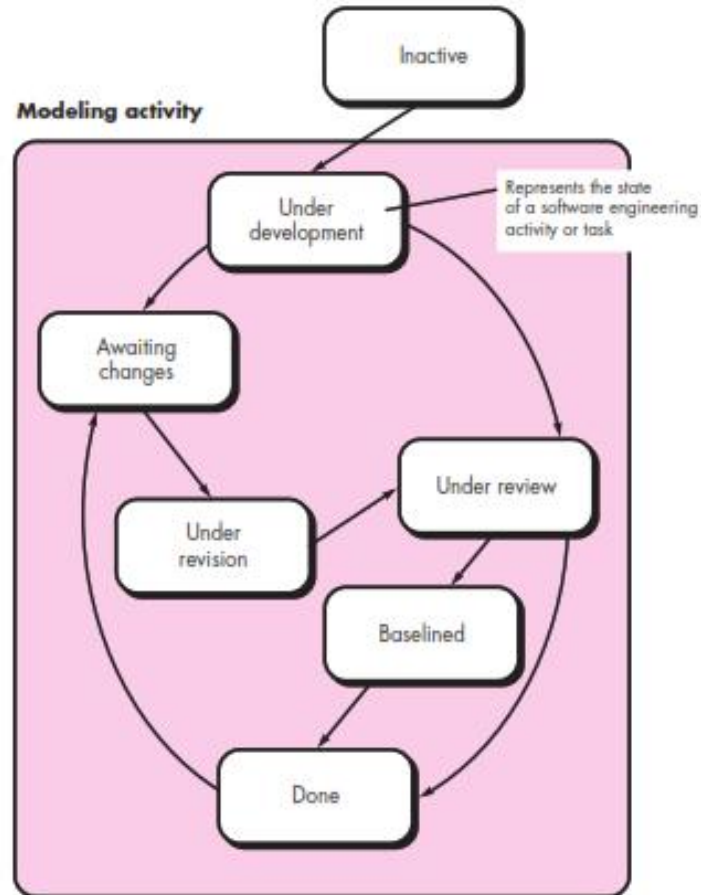 Inactive
Modeling activity
Under
development
Represents the state
of a software engineering
activity or task
Awaiting
changes
Under review
Under
revision
Baselined
Done